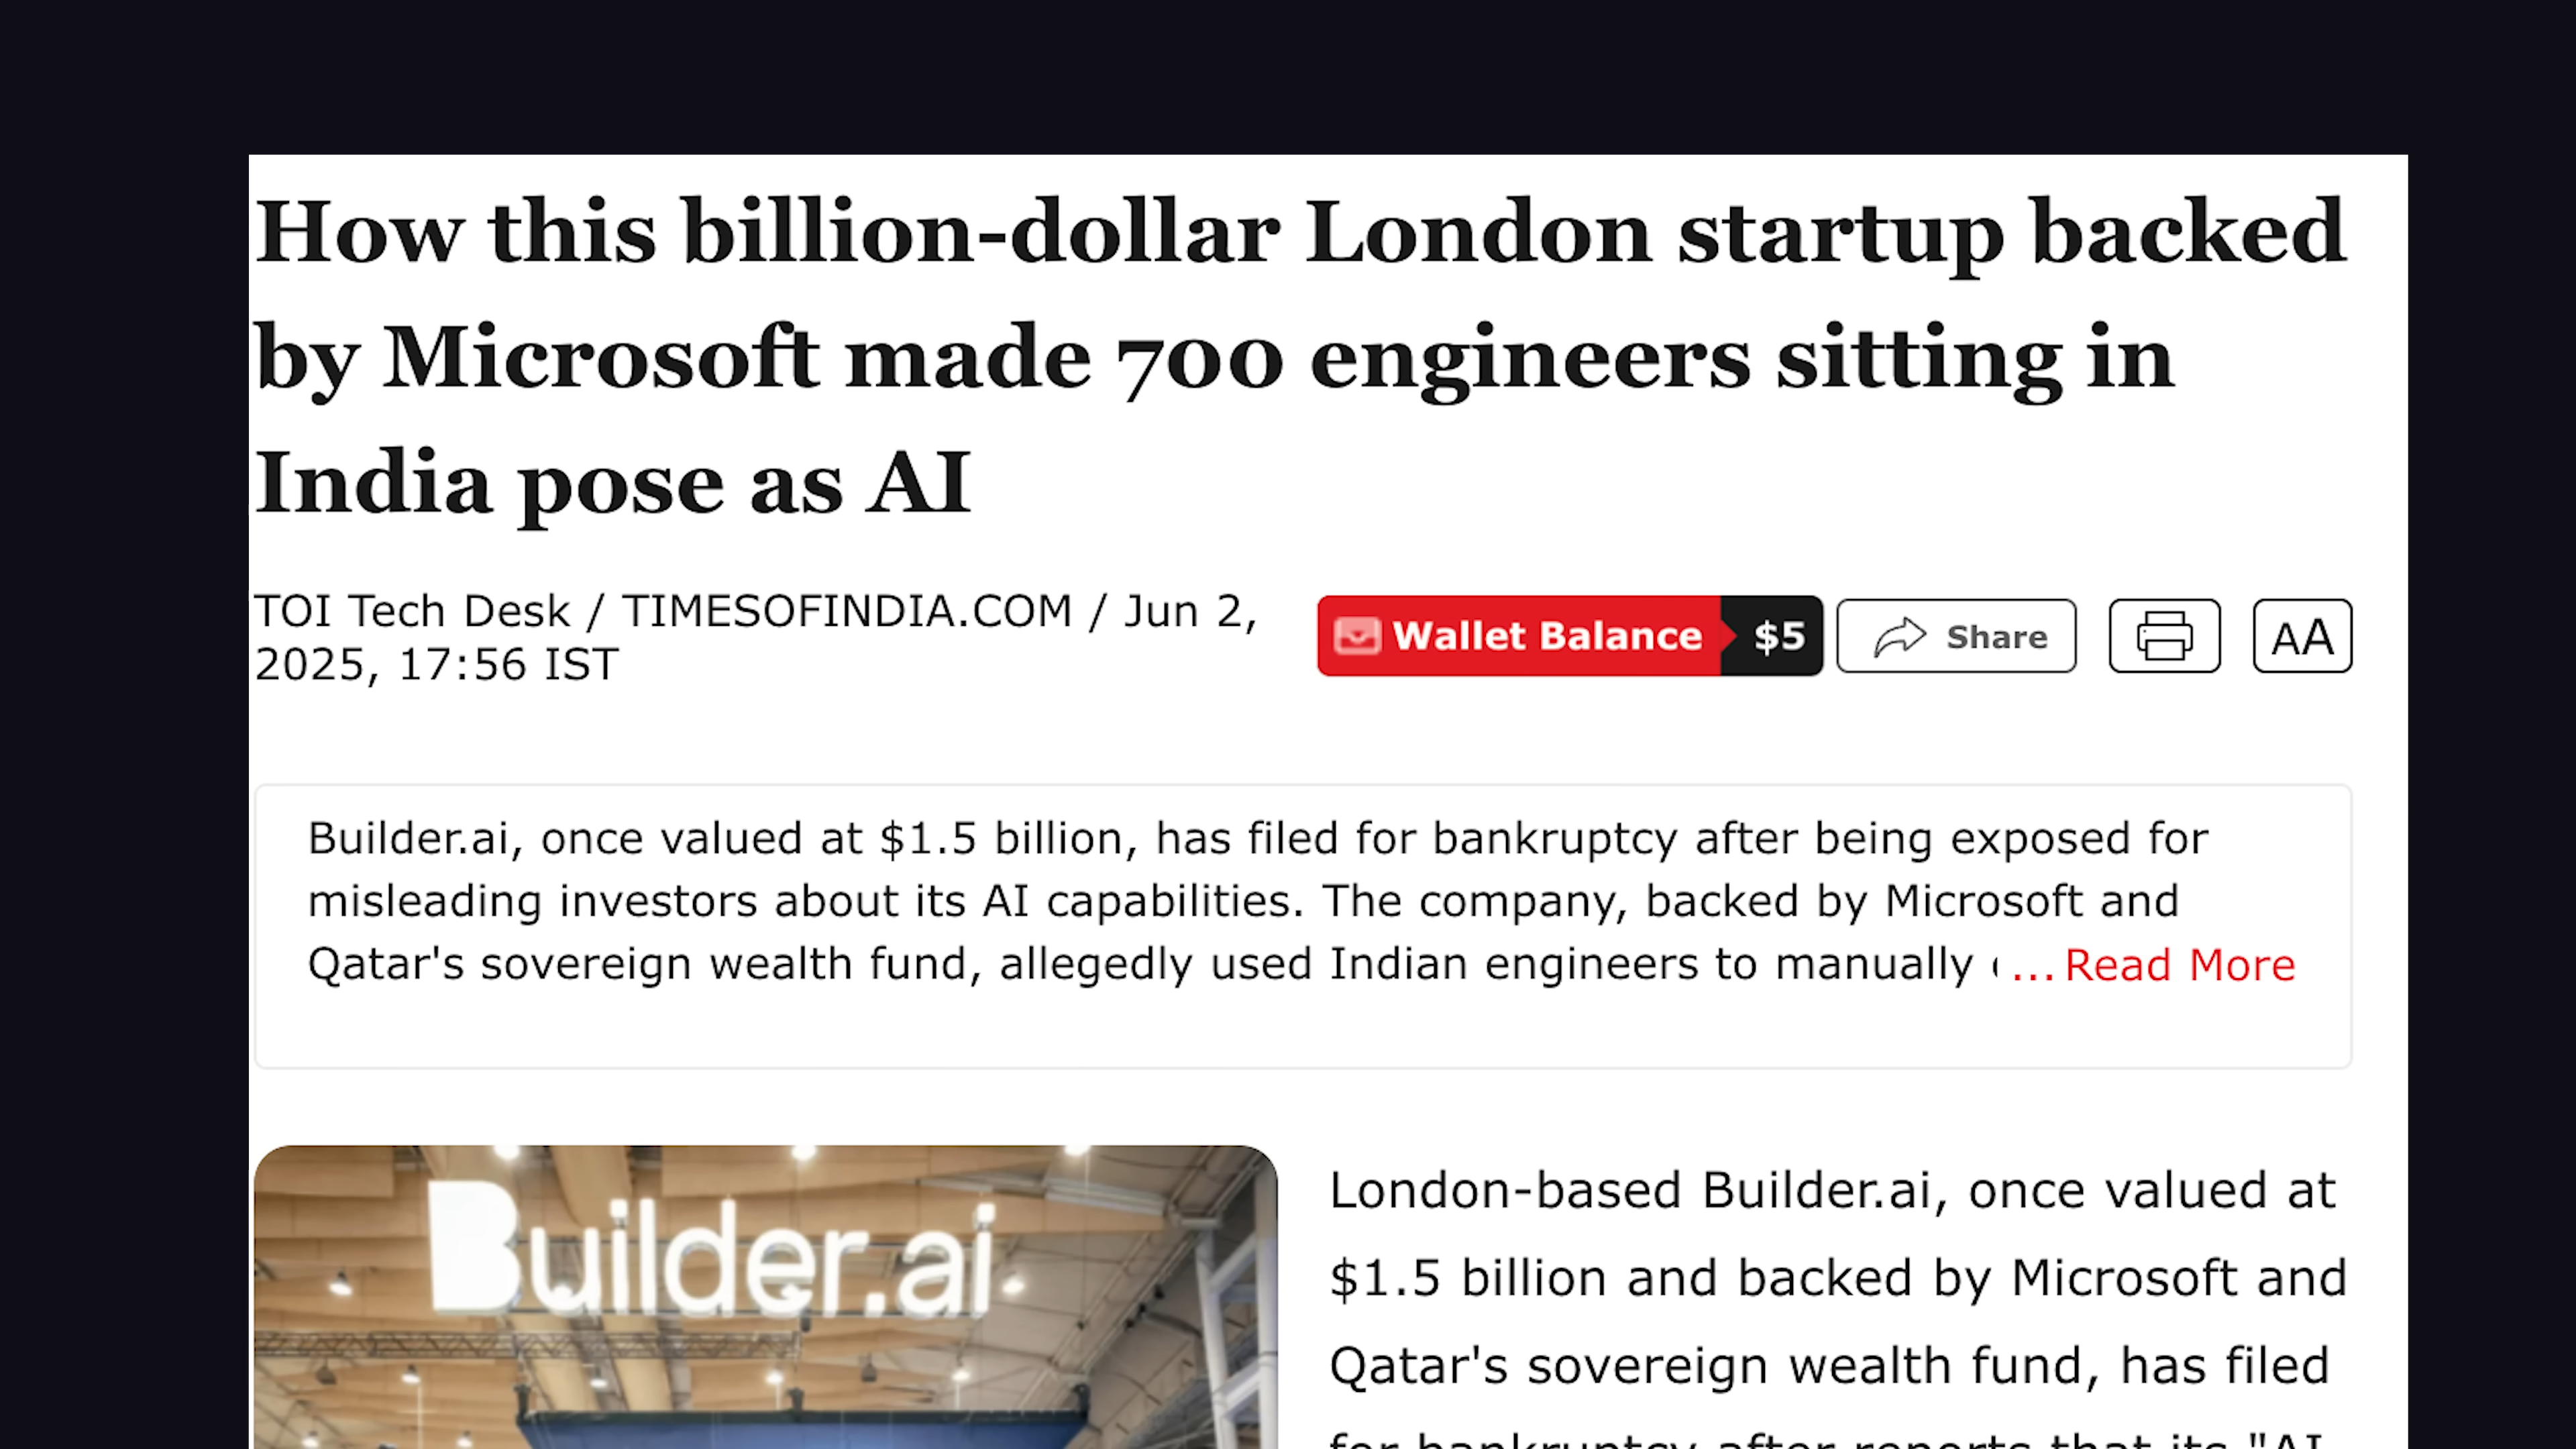 How this billion-dollar London startup backed
by Microsoft made 700 engineers sitting in
India pose as AI
TOI Tech Desk / TIMESOFINDIA.COM / Jun 2,
2025, 17:56 IST
Wallet Balance $5 Share AA
Builder.ai, once valued at $1.5 billion, has filed for bankruptcy after being exposed for
misleading investors about its AI capabilities. The company, backed by Microsoft and
Qatar's sovereign wealth fund, allegedly used Indian engineers to manually ... Read More
Builder.ai
London-based Builder.ai, once valued at
$1.5 billion and backed by Microsoft and
Qatar's sovereign wealth fund, has filed
for bankruptcy after reports that its "AI